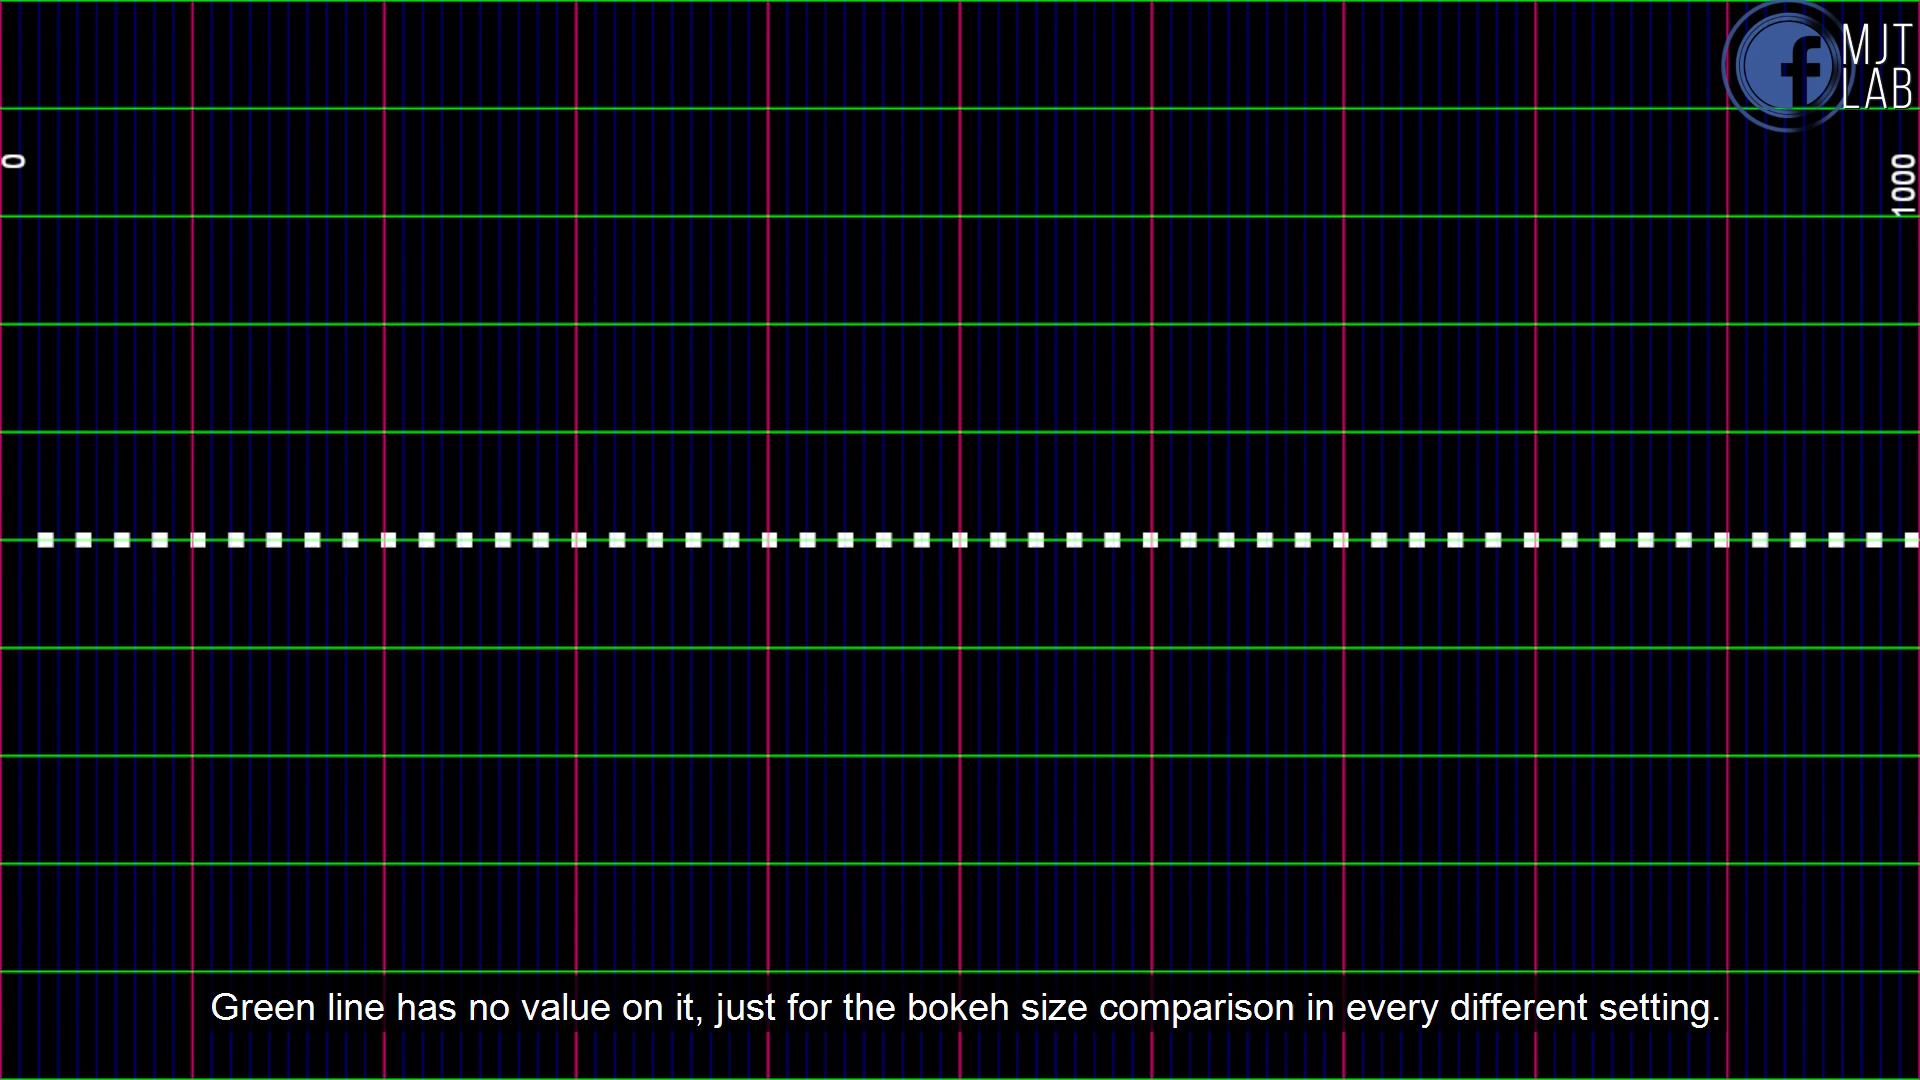 MJT
LAB
0
1000
Green line has no value on it, just for the bokeh size comparison in every different setting.